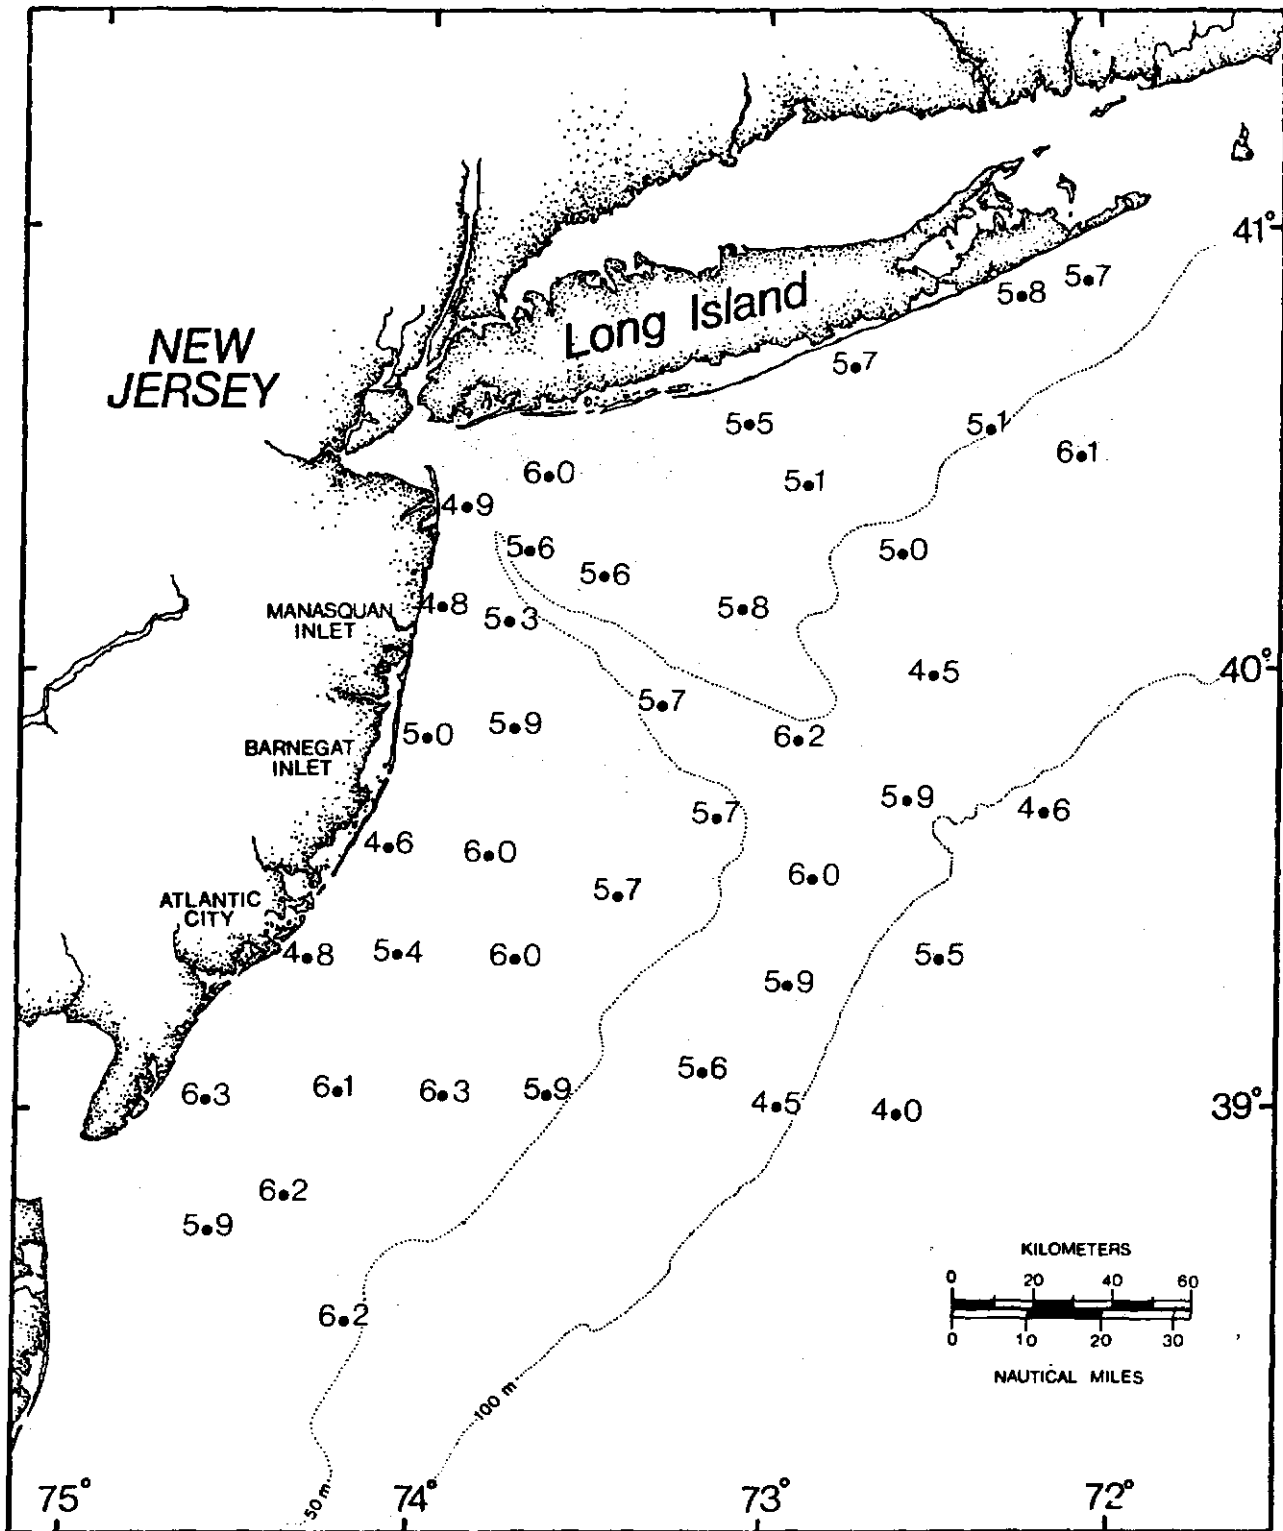 41°
Long Island
5.7
5.8
NEW
JERSEY
5.7
5.5
5.1
6.1
6.0
5.1
4.9
5.6
5.0
5.6
4.8
5.8
MANASQUAN
INLET
5.3
40°
4.5
5.7
5.9
5.0
6.2
BARNEGAT
INLET
5.9
5.7
4.6
4.6
6.0
6.0
5.7
ATLANTIC
CITY
4.8
5.4
6.0
5.5
5.9
5.6
6.3
6.1
6.3
5.9
4.5
4.0
39°
6.2
5.9
KILOMETERS
0 20 40 60
0 10 20 30
NAUTICAL MILES
6.2
100 m
50 m
75° 74° 73° 72°